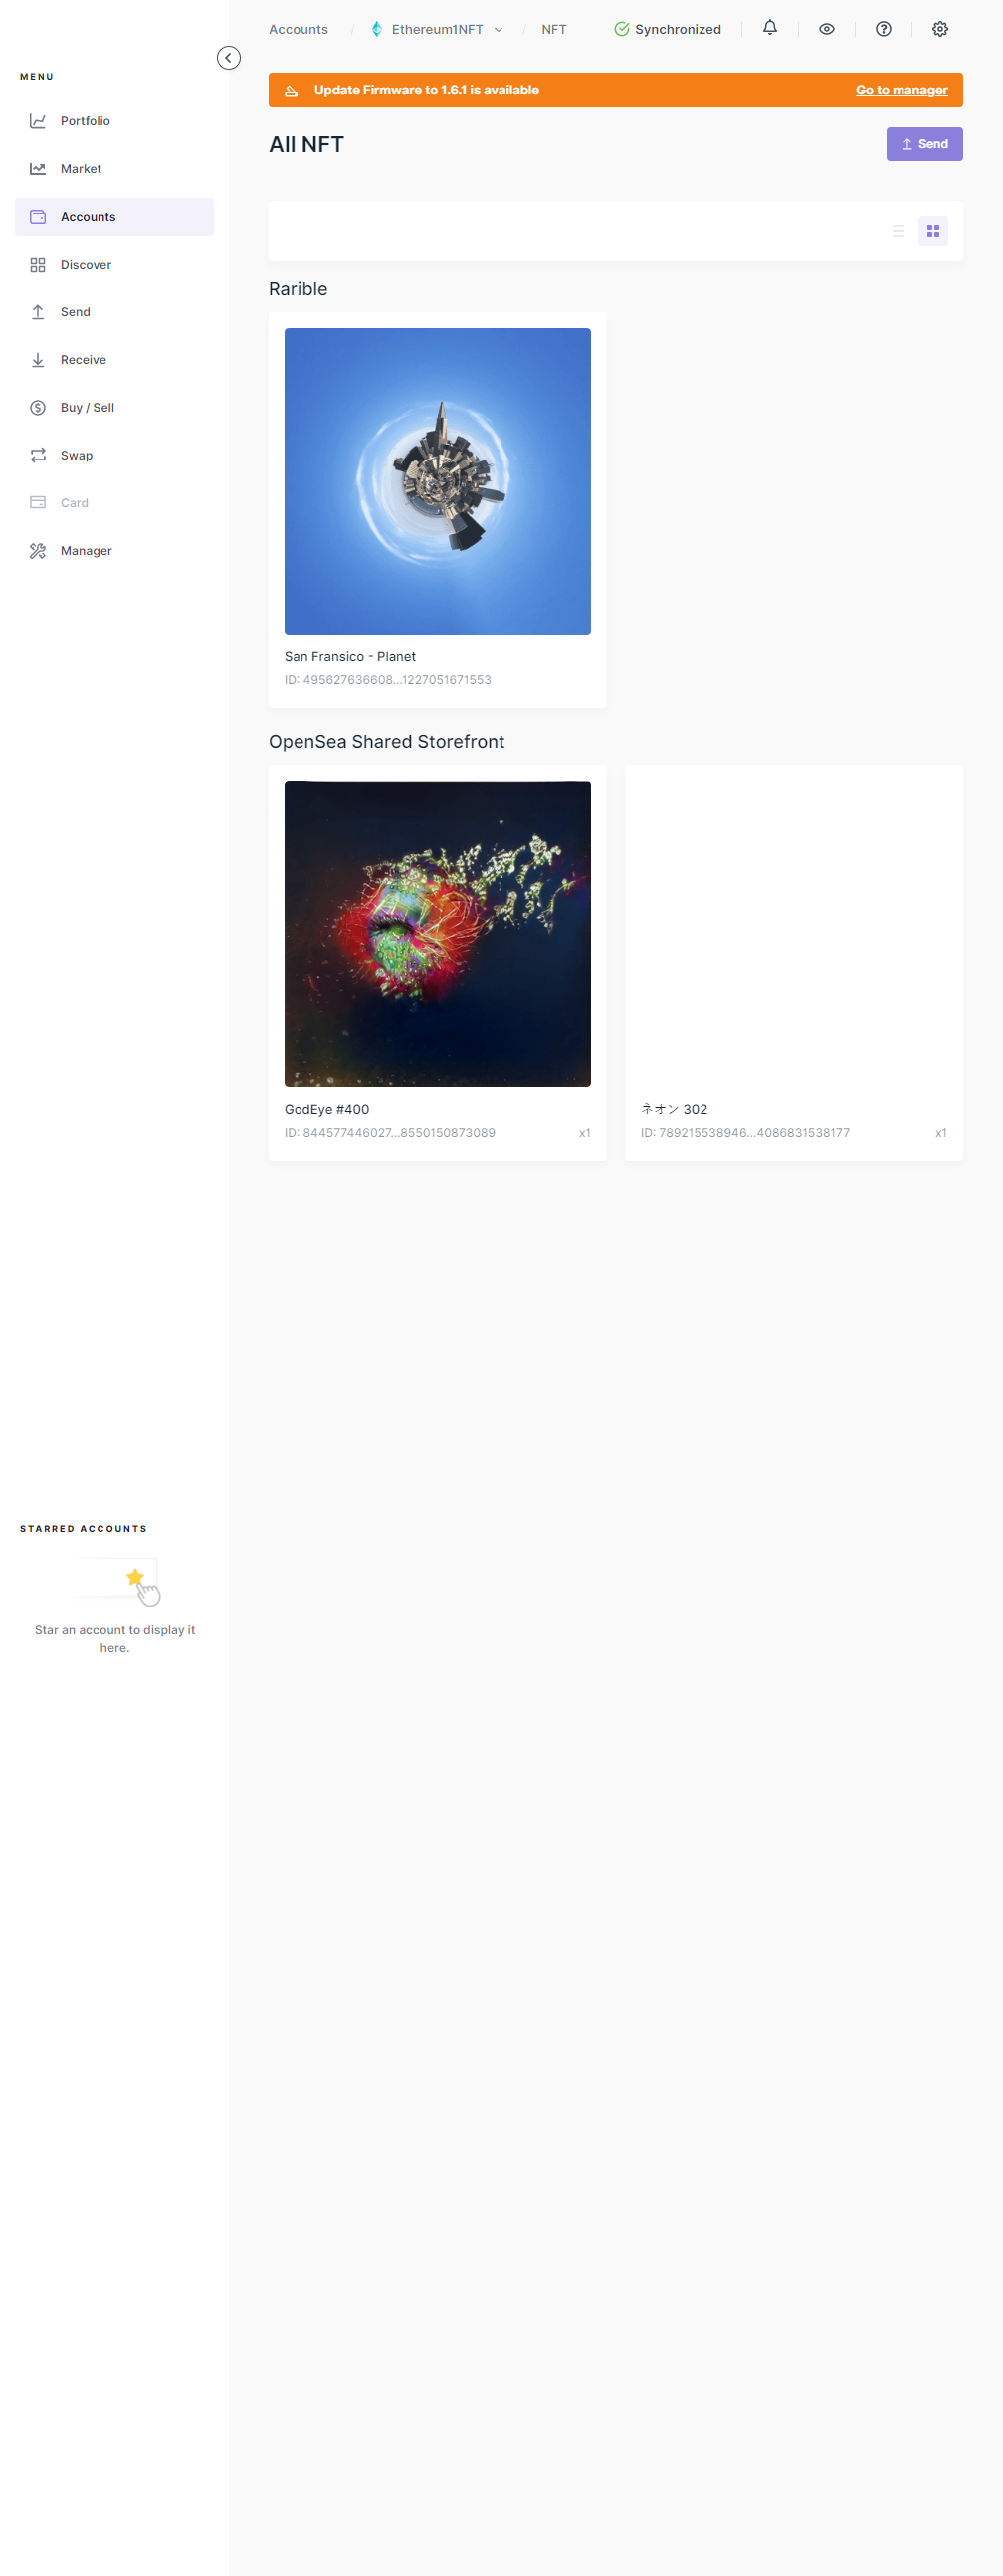 Accounts / Ethereum1NFT / NFT Synchronized
MENU
Update Firmware to 1.6.1 is available Go to manager
Portfolio
All NFT
Send
Market
Accounts
Discover
Send
Receive
Buy / Sell
Swap
Card
Manager
Rarible
San Fransico - Planet
ID: 495627636608...1227051671553
OpenSea Shared Storefront
GodEye #400
ID: 844577446027...8550150873089 x1
ネオン 302
ID: 789215538946...4086831538177 x1
STARRED ACCOUNTS
Star an account to display it
here.